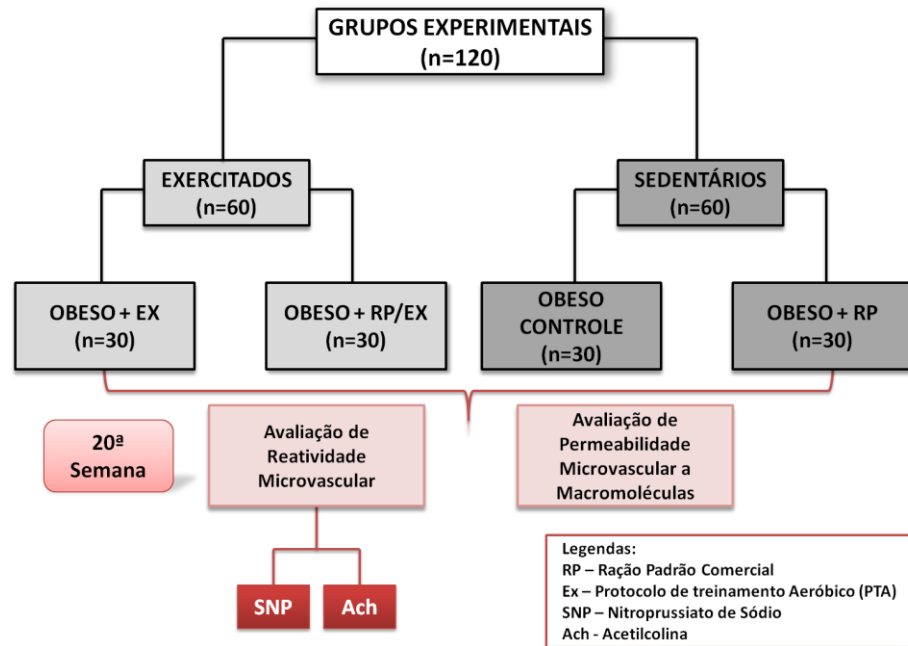 GRUPOS EXPERIMENTAIS
(n=120)
EXERCITADOS
(n=60)
SEDENTÁRIOS
(n=60)
OBESO + EX
(n=30)
OBESO + RP/EX
(n=30)
OBESO
CONTROLE
(n=30)
OBESO + RP
(n=30)
20ª
Semana
Avaliação de
Reatividade
Microvascular
Avaliação de
Permeabilidade
Microvascular a
Macromoléculas
SNP
Ach
Legendas:
RP – Ração Padrão Comercial
Ex – Protocolo de treinamento Aeróbico (PTA)
SNP – Nitroprussiato de Sódio
Ach - Acetilcolina